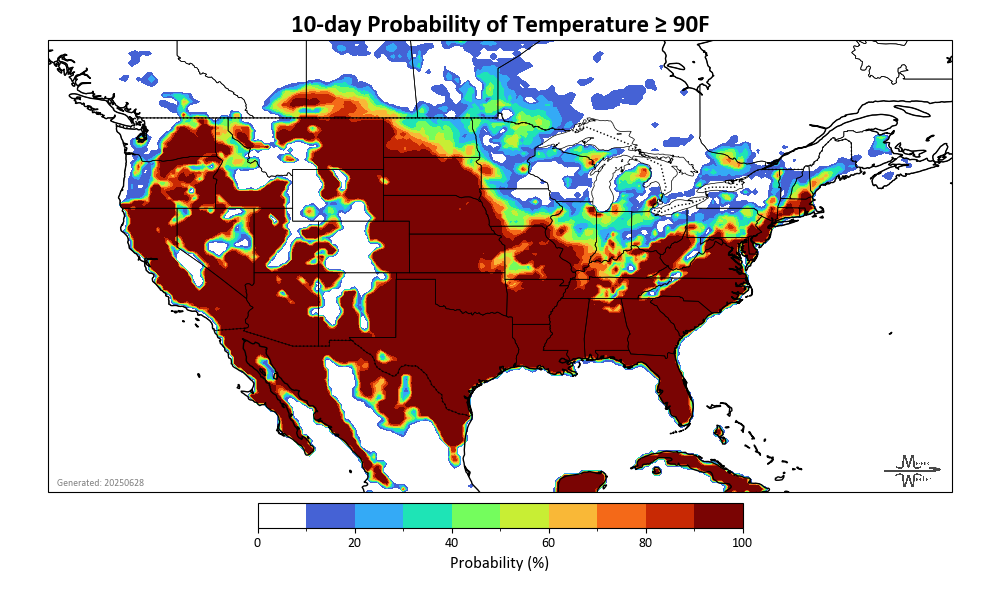 10-day Probability of Temperature ≥ 90F
Generated: 20250628
0 20 40 60 80 100
Probability (%)